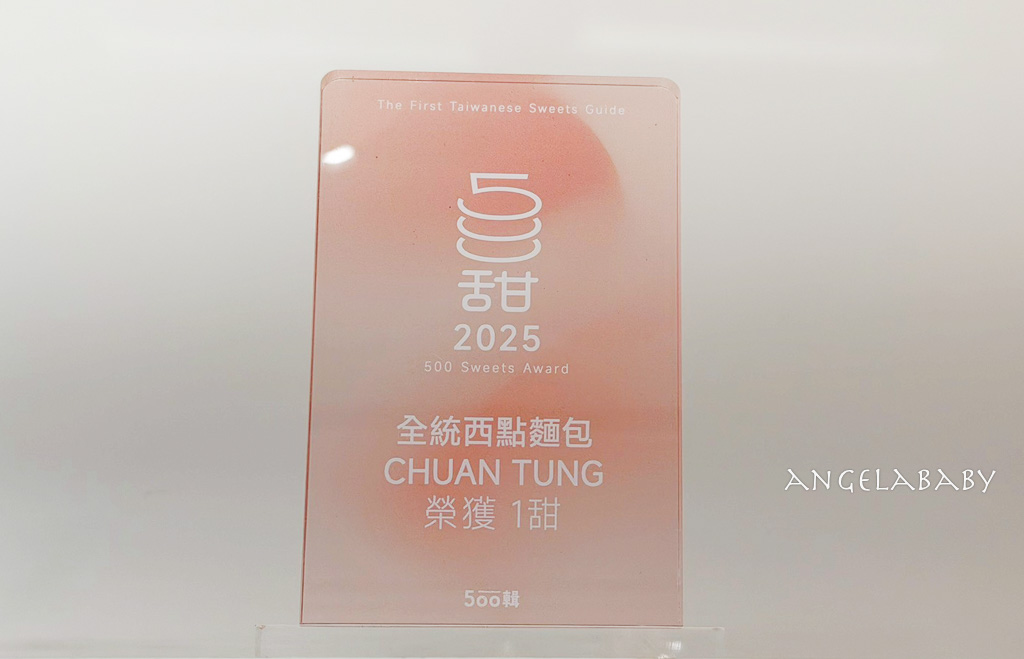 The First Taiwanese Sweets Guide
500
甜
2025
500 Sweets Award
全統西點麵包
CHUAN TUNG
榮獲 1甜
500輯
ANGELABABY